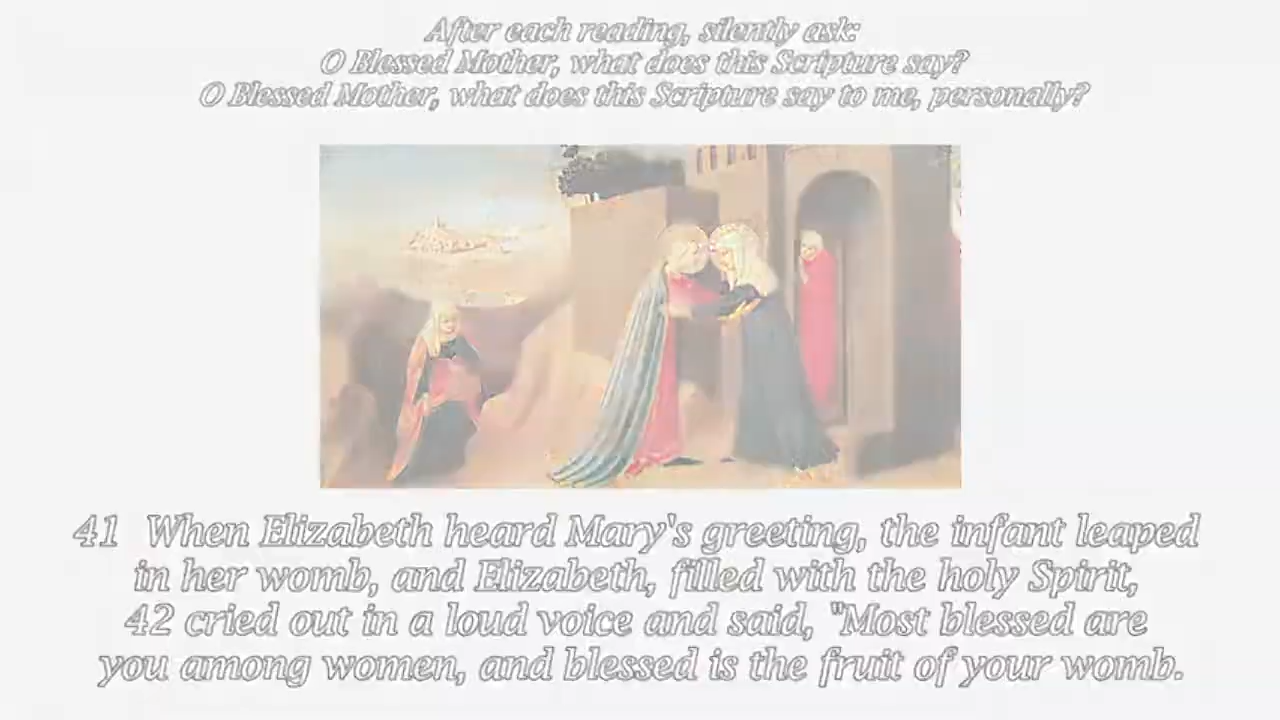 After each reading, silently ask:
O Blessed Mother, what does this Scripture say?
O Blessed Mother, what does this Scripture say to me, personally?
41 When Elizabeth heard Mary's greeting, the infant leaped
in her womb, and Elizabeth, filled with the holy Spirit,
42 cried out in a loud voice and said, "Most blessed are
you among women, and blessed is the fruit of your womb.